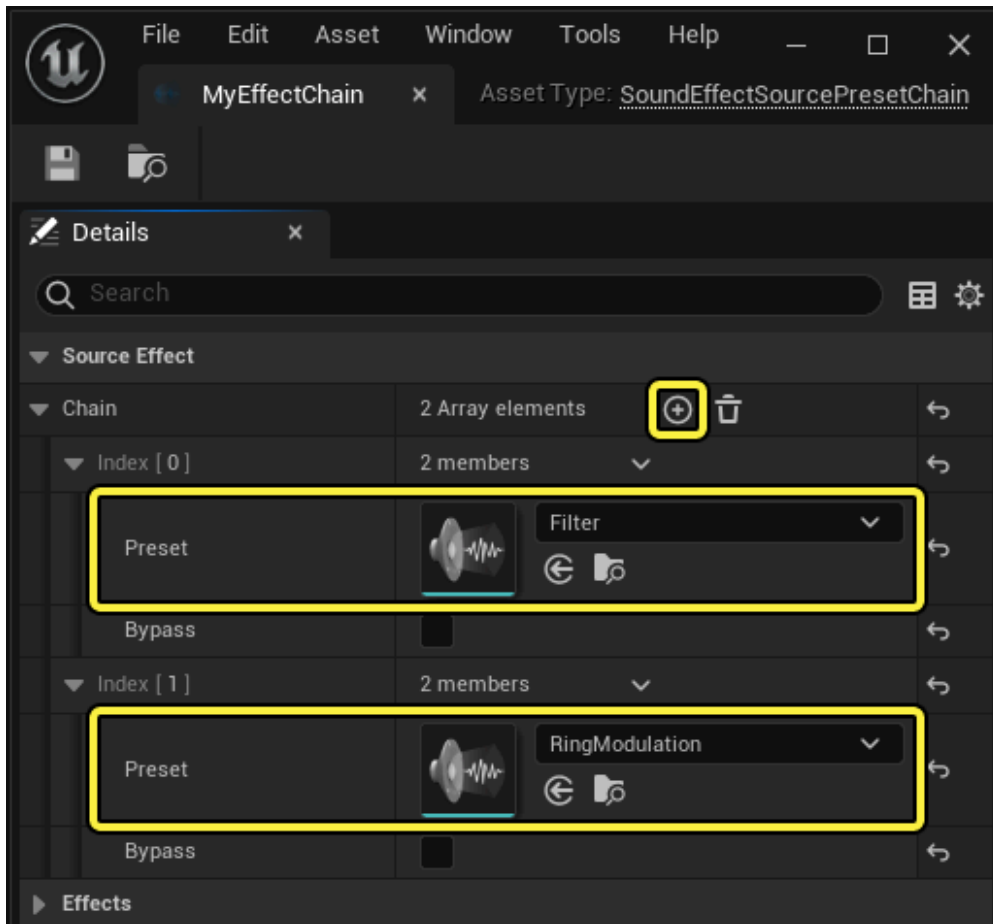 File Edit Asset Window Tools Help
MyEffectChain Asset Type: SoundEffectSourcePresetChain
Details
Search
Source Effect
Chain 2 Array elements
Index [ 0 ] 2 members
Preset Filter
Bypass
Index [ 1 ] 2 members
Preset RingModulation
Bypass
Effects